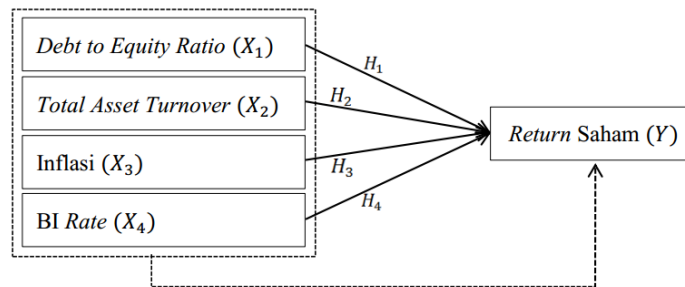 Debt to Equity Ratio (X₁)
H₁
Total Asset Turnover (X₂)
H₂
Return Saham (Y)
Inflasi (X₃)
H₃
BI Rate (X₄)
H₄